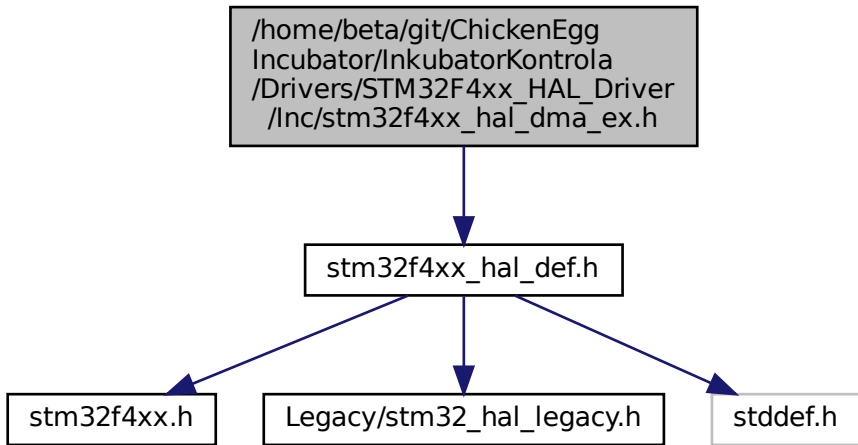 /home/beta/git/ChickenEgg
Incubator/InkubatorKontrola
/Drivers/STM32F4xx_HAL_Driver
/Inc/stm32f4xx_hal_dma_ex.h
stm32f4xx_hal_def.h
stm32f4xx.h
Legacy/stm32_hal_legacy.h
stddef.h